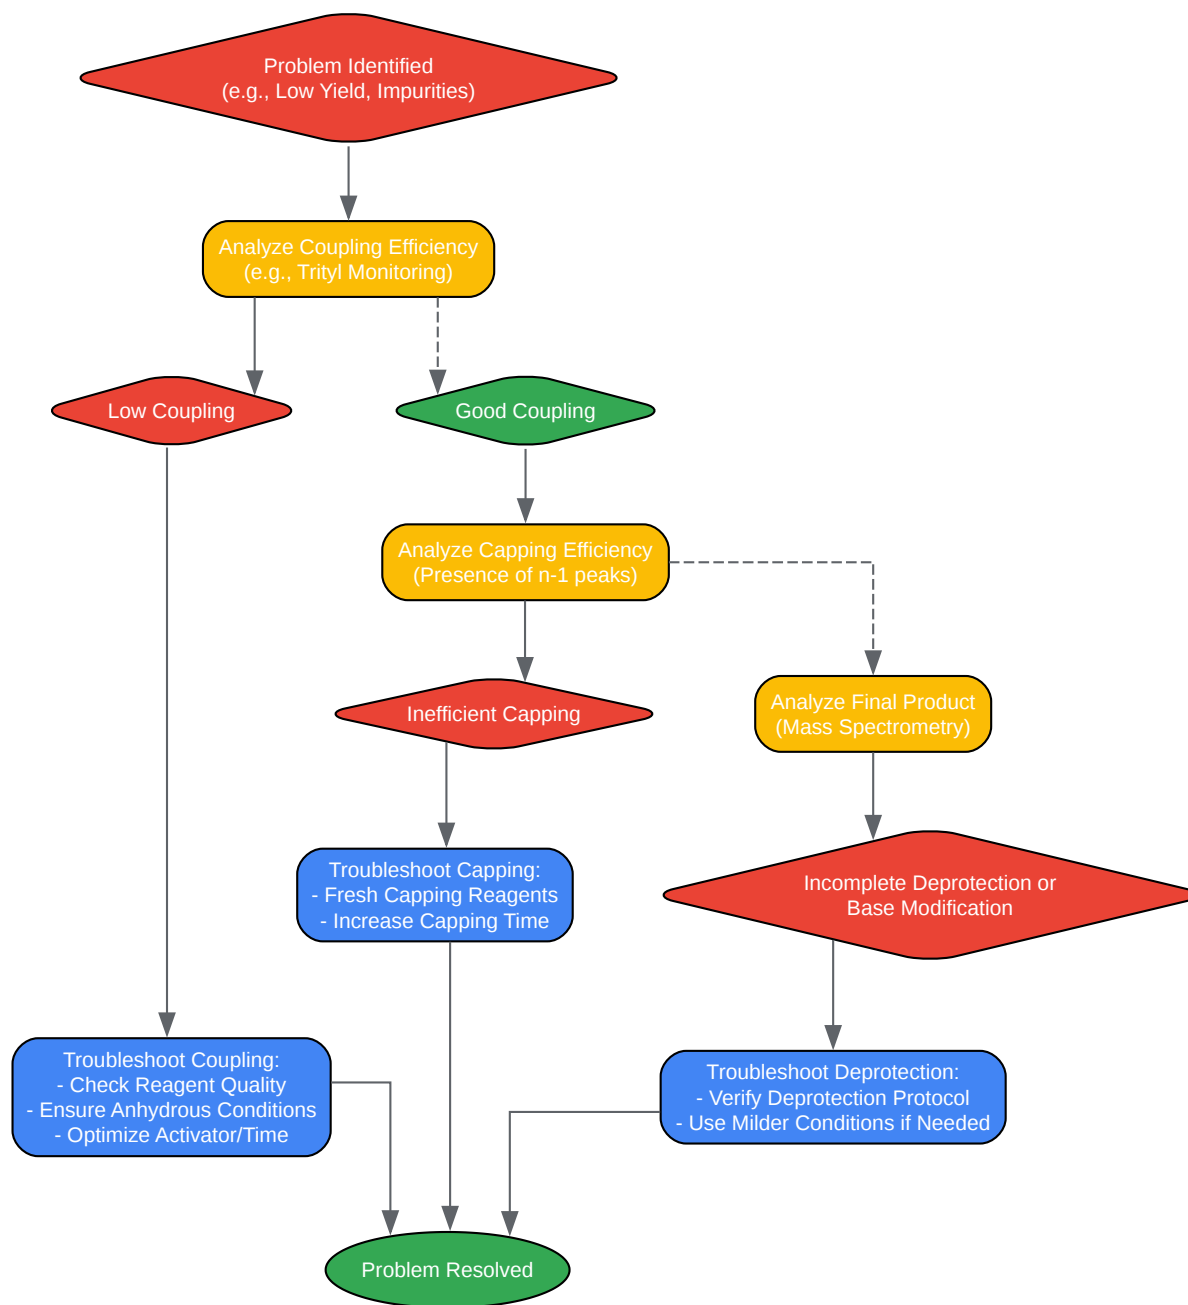 Problem Identified
(e.g., Low Yield, Impurities)
Analyze Coupling Efficiency
(e.g., Trityl Monitoring)
Low Coupling
Good Coupling
Analyze Capping Efficiency
(Presence of n-1 peaks)
Inefficient Capping
Analyze Final Product
(Mass Spectrometry)
Troubleshoot Capping:
- Fresh Capping Reagents
- Increase Capping Time
Incomplete Deprotection or
Base Modification
Troubleshoot Coupling:
- Check Reagent Quality
- Ensure Anhydrous Conditions
- Optimize Activator/Time
Troubleshoot Deprotection:
- Verify Deprotection Protocol
- Use Milder Conditions if Needed
Problem Resolved